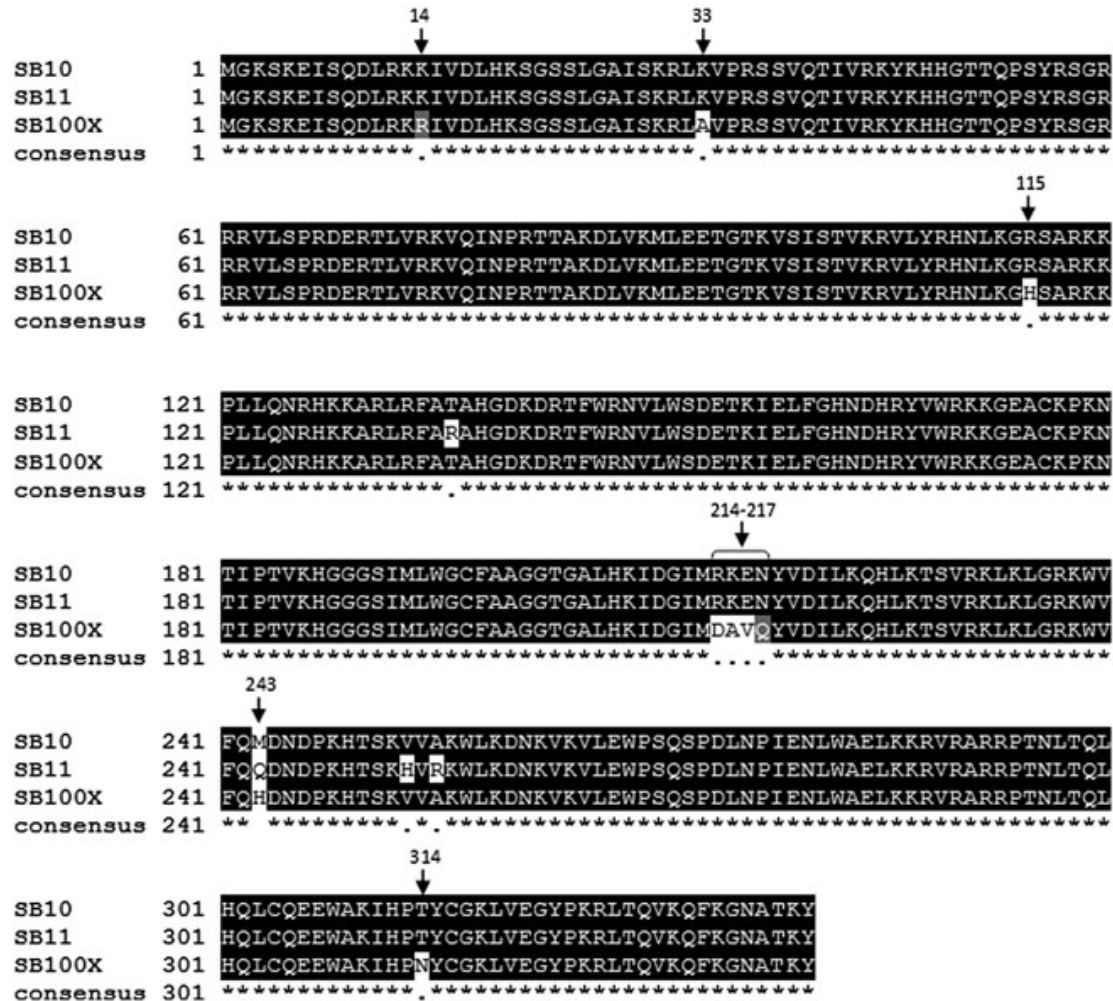 14 33
SB10 1 MGKSKEISQDLRKKIVDLHKSGSSLGAISKRLKVPRSSVQTIVRKYKHHGTTQPSYRSGR
SB11 1 MGKSKEISQDLRKKIVDLHKSGSSLGAISKRLKVPRSSVQTIVRKYKHHGTTQPSYRSGR
SB100X 1 MGKSKEISQDLRKRIVDLHKSGSSLGAISKRLAVPRSSVQTIVRKYKHHGTTQPSYRSGR
consensus 1 *************.******************.***************************
115
SB10 61 RRVLSPRDERTLVRKVQINPRTTAKDLVKMLEETGTKVSISTVKRVLYRHNLKGRSARKK
SB11 61 RRVLSPRDERTLVRKVQINPRTTAKDLVKMLEETGTKVSISTVKRVLYRHNLKGRSARKK
SB100X 61 RRVLSPRDERTLVRKVQINPRTTAKDLVKMLEETGTKVSISTVKRVLYRHNLKGHSARKK
consensus 61 ******************************************************.*****
SB10 121 PLLQNRHKKARLRFATAHGDKDRTFWRNVLWSDETKIELFGHNDHRYVWRKKGEACKPKN
SB11 121 PLLQNRHKKARLRFARAHGDKDRTFWRNVLWSDETKIELFGHNDHRYVWRKKGEACKPKN
SB100X 121 PLLQNRHKKARLRFATAHGDKDRTFWRNVLWSDETKIELFGHNDHRYVWRKKGEACKPKN
consensus 121 ***************.********************************************
214-217
SB10 181 TIPTVKHGGGSIMLWGCFAAGGTGALHKIDGIMRKENYVDILKQHLKTSVRKLKLGRKWV
SB11 181 TIPTVKHGGGSIMLWGCFAAGGTGALHKIDGIMRKENYVDILKQHLKTSVRKLKLGRKWV
SB100X 181 TIPTVKHGGGSIMLWGCFAAGGTGALHKIDGIMDAVQYVDILKQHLKTSVRKLKLGRKWV
consensus 181 *********************************....***********************
243
SB10 241 FQMDNDPKHTSKVVAKWLKDNKVKVLEWPSQSPDLNPIENLWAELKKRVRARRPTNLTQL
SB11 241 FQQDNDPKHTSKHVRKWLKDNKVKVLEWPSQSPDLNPIENLWAELKKRVRARRPTNLTQL
SB100X 241 FQHDNDPKHTSKVVAKWLKDNKVKVLEWPSQSPDLNPIENLWAELKKRVRARRPTNLTQL
consensus 241 ** *********.*.*********************************************
314
SB10 301 HQLCQEEWAKIHPTYCGKLVEGYPKRLTQVKQFKGNATKY
SB11 301 HQLCQEEWAKIHPTYCGKLVEGYPKRLTQVKQFKGNATKY
SB100X 301 HQLCQEEWAKIHPNYCGKLVEGYPKRLTQVKQFKGNATKY
consensus 301 *************.**************************